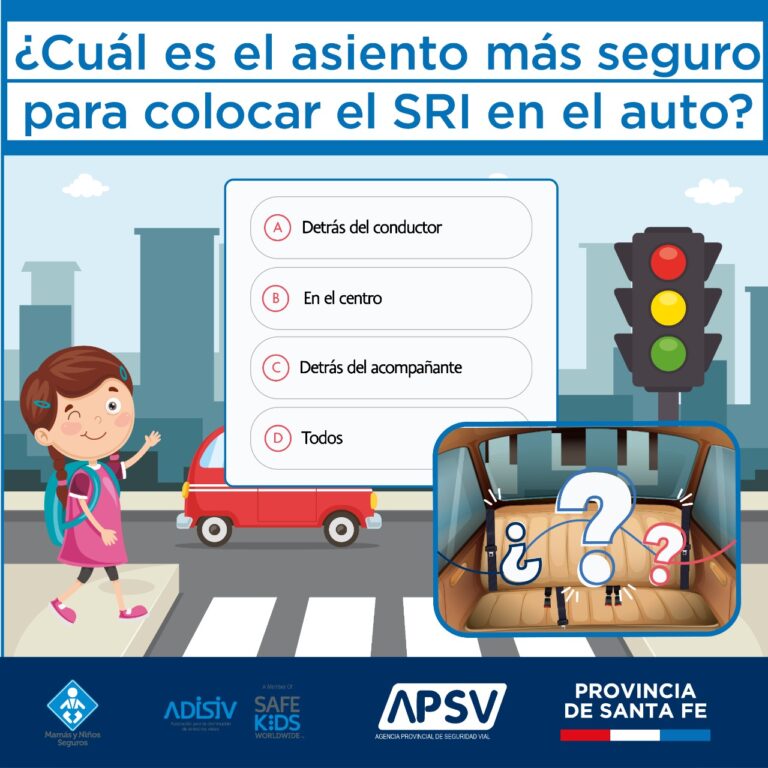 ¿Cuál es el asiento más seguro
para colocar el SRI en el auto?
A Detrás del conductor
B En el centro
C Detrás del acompañante
D Todos
¿ ? ?
Mamás y Niños
Seguros
ADISIV
A Member Of
SAFE
KIDS
WORLDWIDE
APSV
AGENCIA PROVINCIAL DE SEGURIDAD VIAL
PROVINCIA
DE SANTA FE